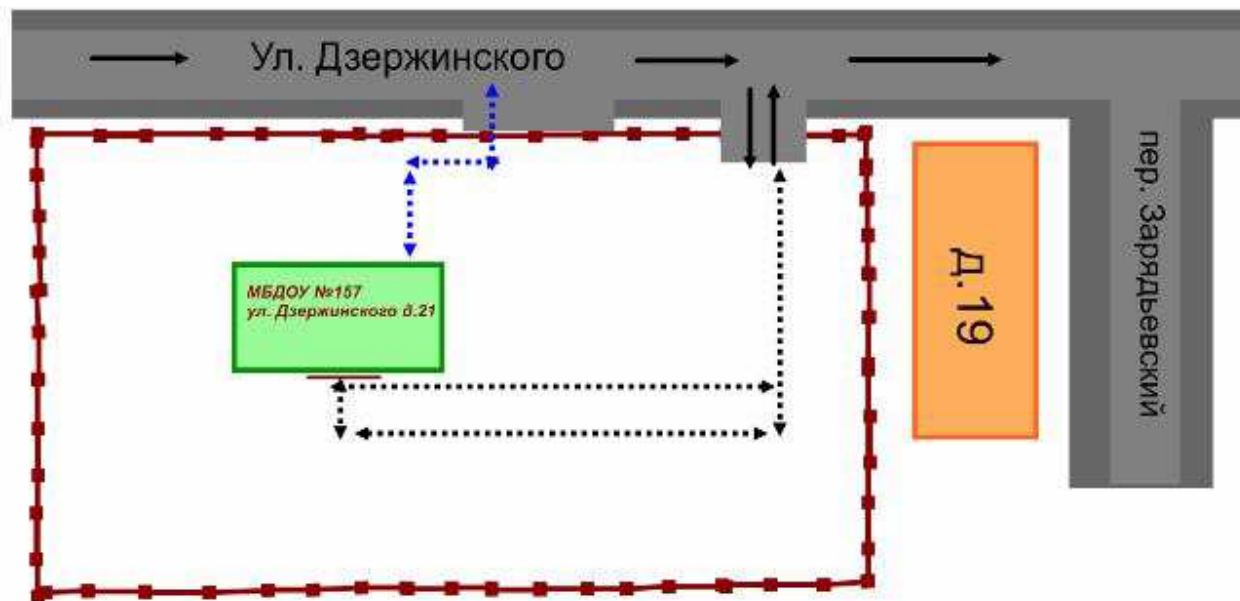 Ул. Дзержинского
МБДОУ №157
ул. Дзержинского д.21
д.19
пер. Зарядьевский